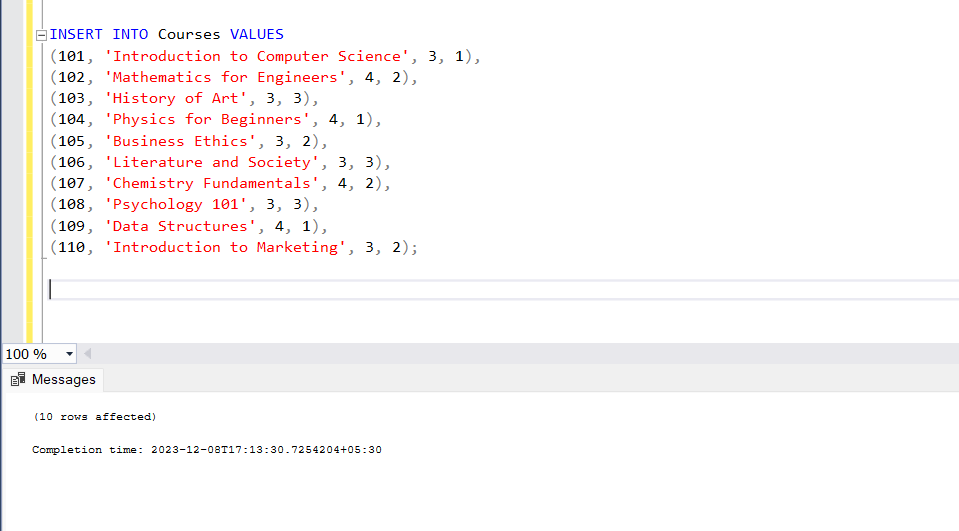 INSERT INTO Courses VALUES
(101, 'Introduction to Computer Science', 3, 1),
(102, 'Mathematics for Engineers', 4, 2),
(103, 'History of Art', 3, 3),
(104, 'Physics for Beginners', 4, 1),
(105, 'Business Ethics', 3, 2),
(106, 'Literature and Society', 3, 3),
(107, 'Chemistry Fundamentals', 4, 2),
(108, 'Psychology 101', 3, 3),
(109, 'Data Structures', 4, 1),
(110, 'Introduction to Marketing', 3, 2);
100 %
Messages
(10 rows affected)
Completion time: 2023-12-08T17:13:30.7254204+05:30